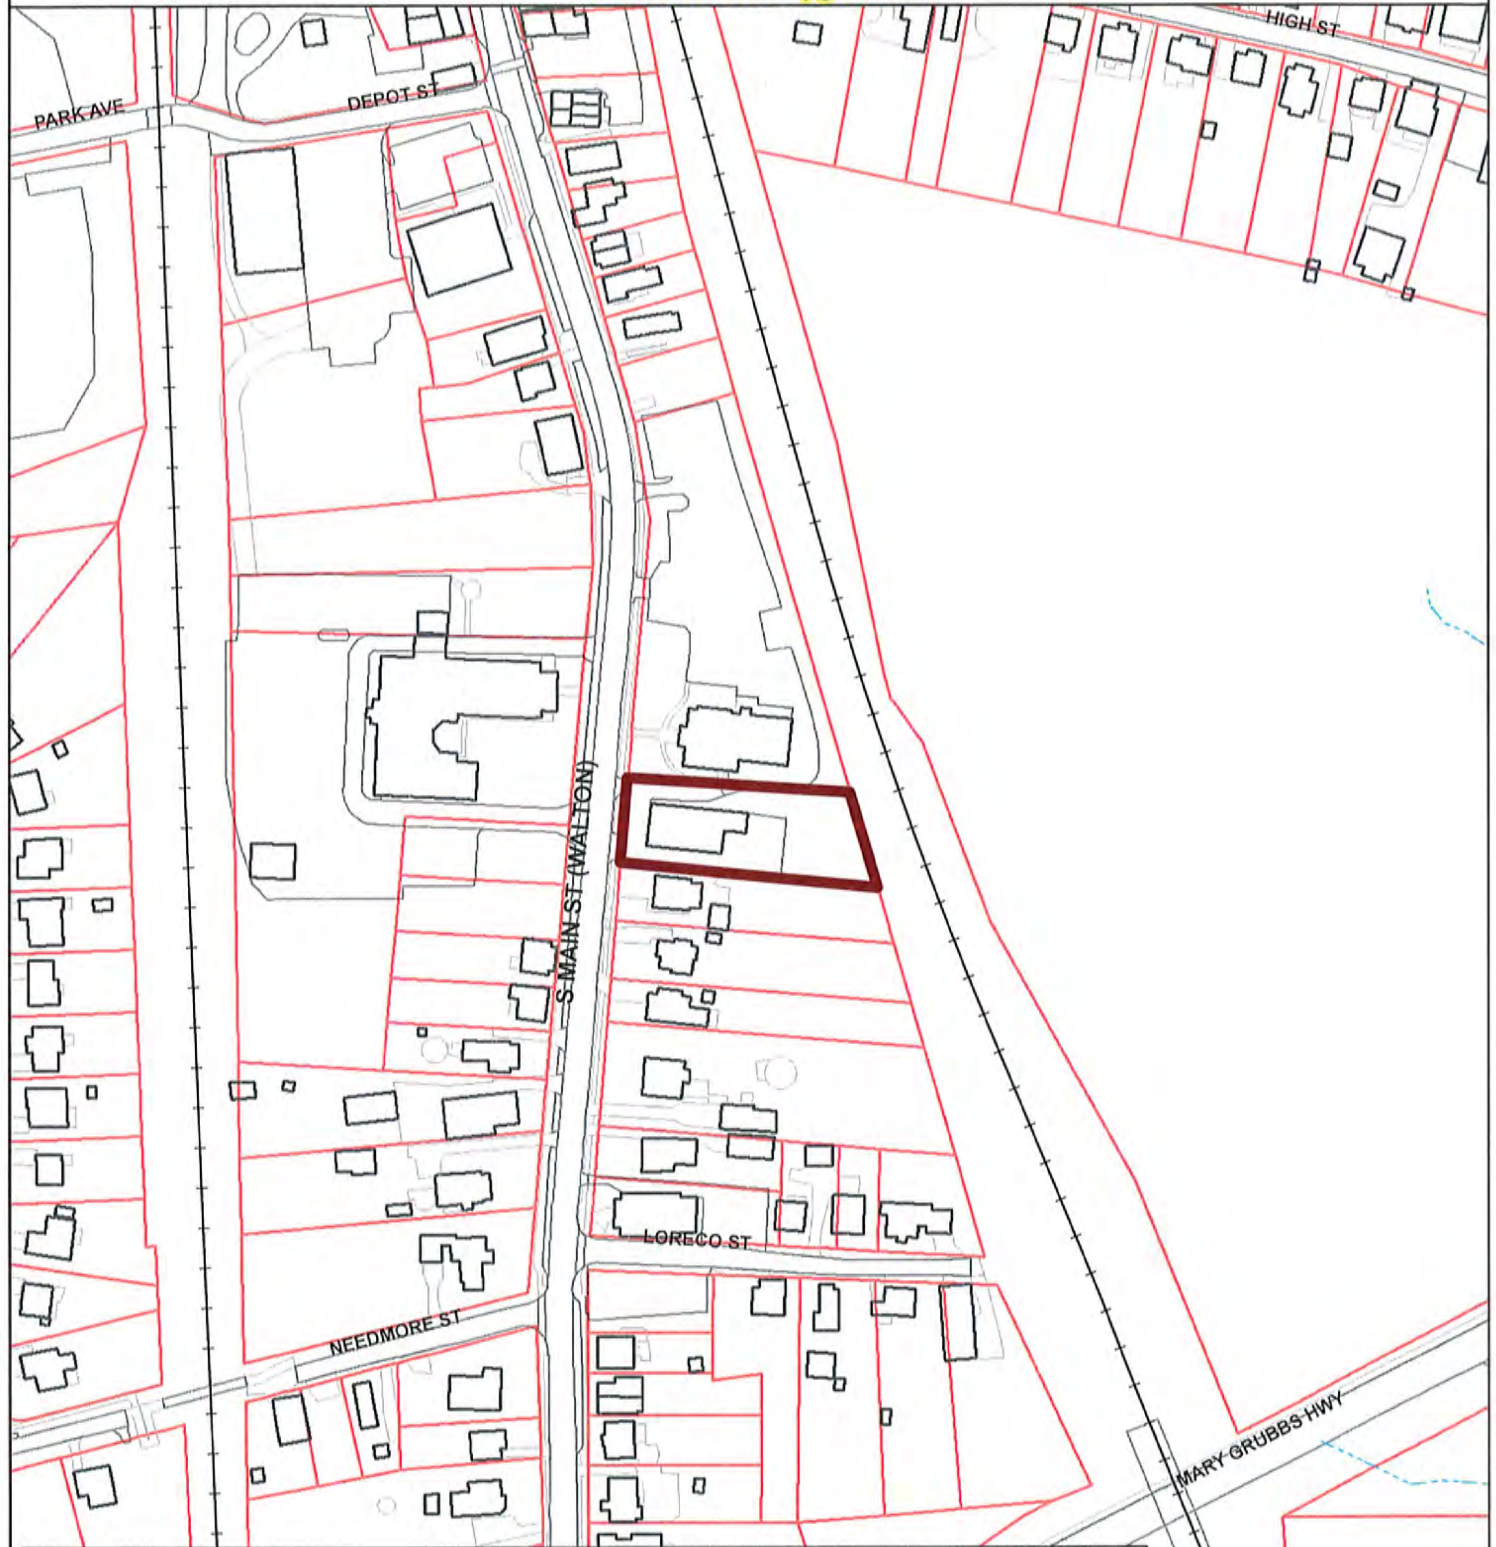 HIGH ST
PARK AVE
DEPOT ST
S MAIN ST (WALTON)
LORECO ST
NEEDMORE ST
MARY GRUBBS HWY